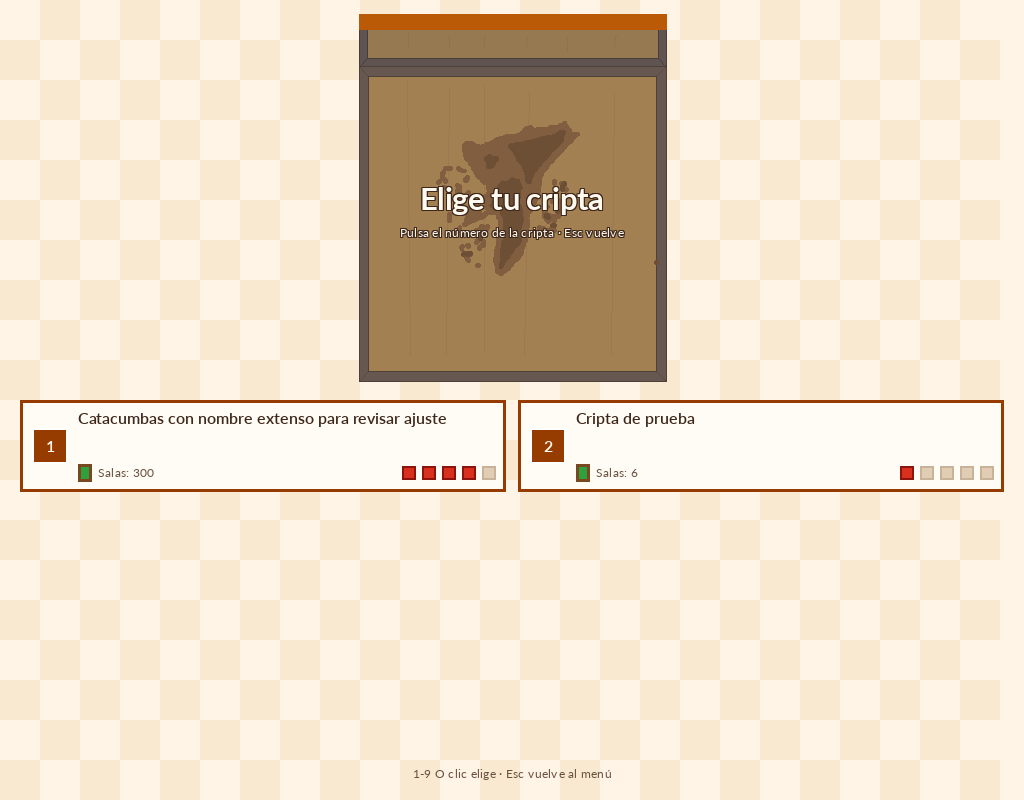 Elige tu cripta
Pulsa el número de la cripta · Esc vuelve
Catacumbas con nombre extenso para revisar ajuste
1
Salas: 300
Cripta de prueba
2
Salas: 6
1-9 O clic elige · Esc vuelve al menú